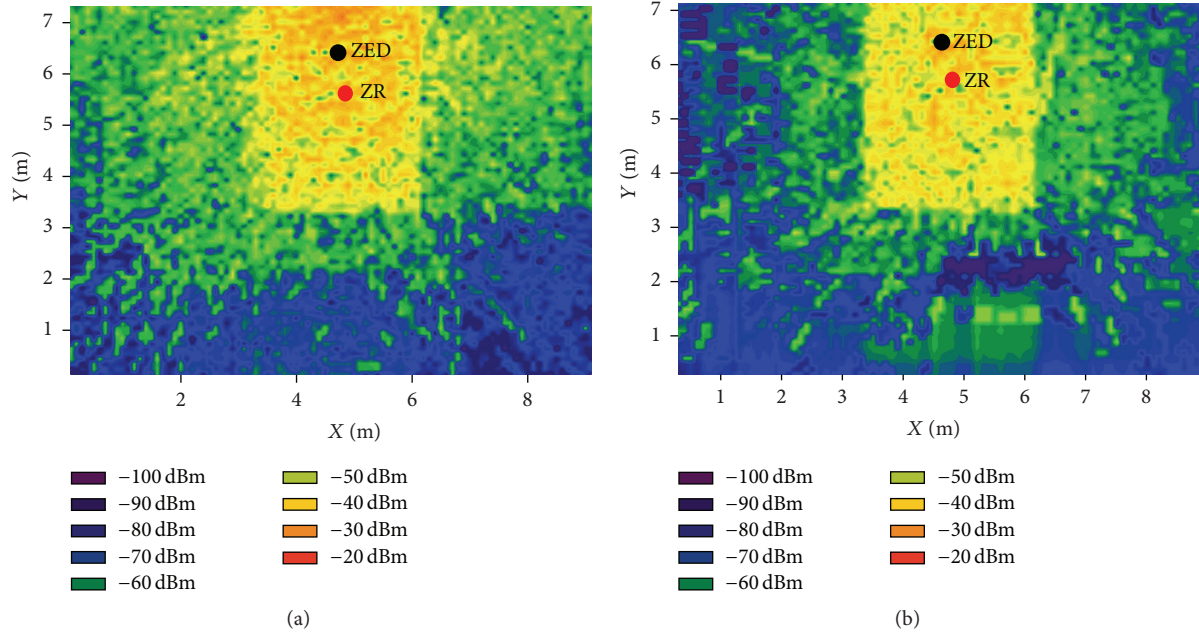 7
6
5
4
3
2
1
Y (m)
ZED
ZR
2
4
6
8
X (m)
−100 dBm
−90 dBm
−80 dBm
−70 dBm
−60 dBm
−50 dBm
−40 dBm
−30 dBm
−20 dBm
(a)
7
6
5
4
3
2
1
Y (m)
ZED
ZR
1
2
3
4
5
6
7
8
X (m)
−100 dBm
−90 dBm
−80 dBm
−70 dBm
−60 dBm
−50 dBm
−40 dBm
−30 dBm
−20 dBm
(b)